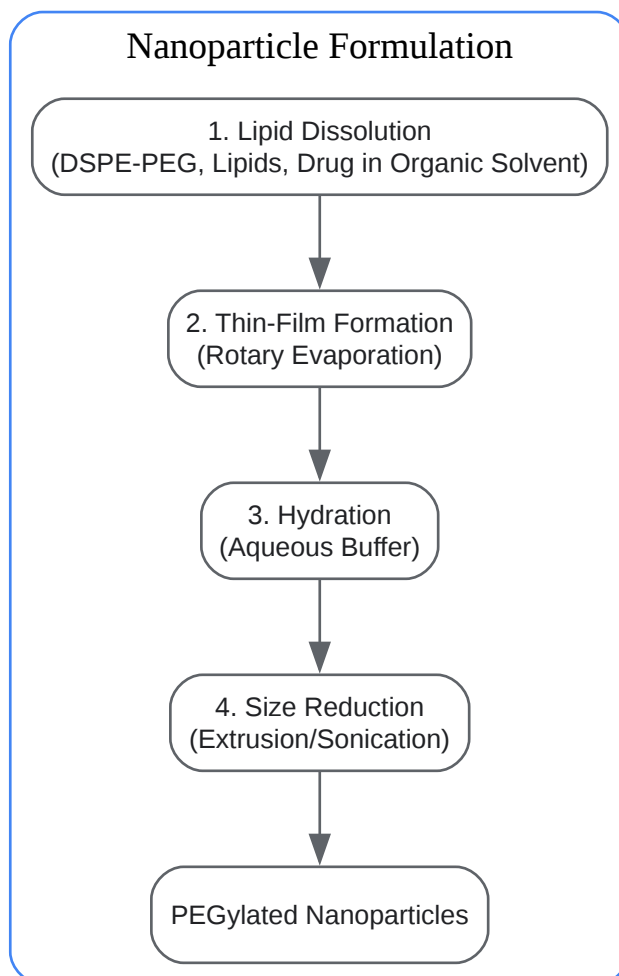 Nanoparticle Formulation
1. Lipid Dissolution
(DSPE-PEG, Lipids, Drug in Organic Solvent)
2. Thin-Film Formation
(Rotary Evaporation)
3. Hydration
(Aqueous Buffer)
4. Size Reduction
(Extrusion/Sonication)
PEGylated Nanoparticles